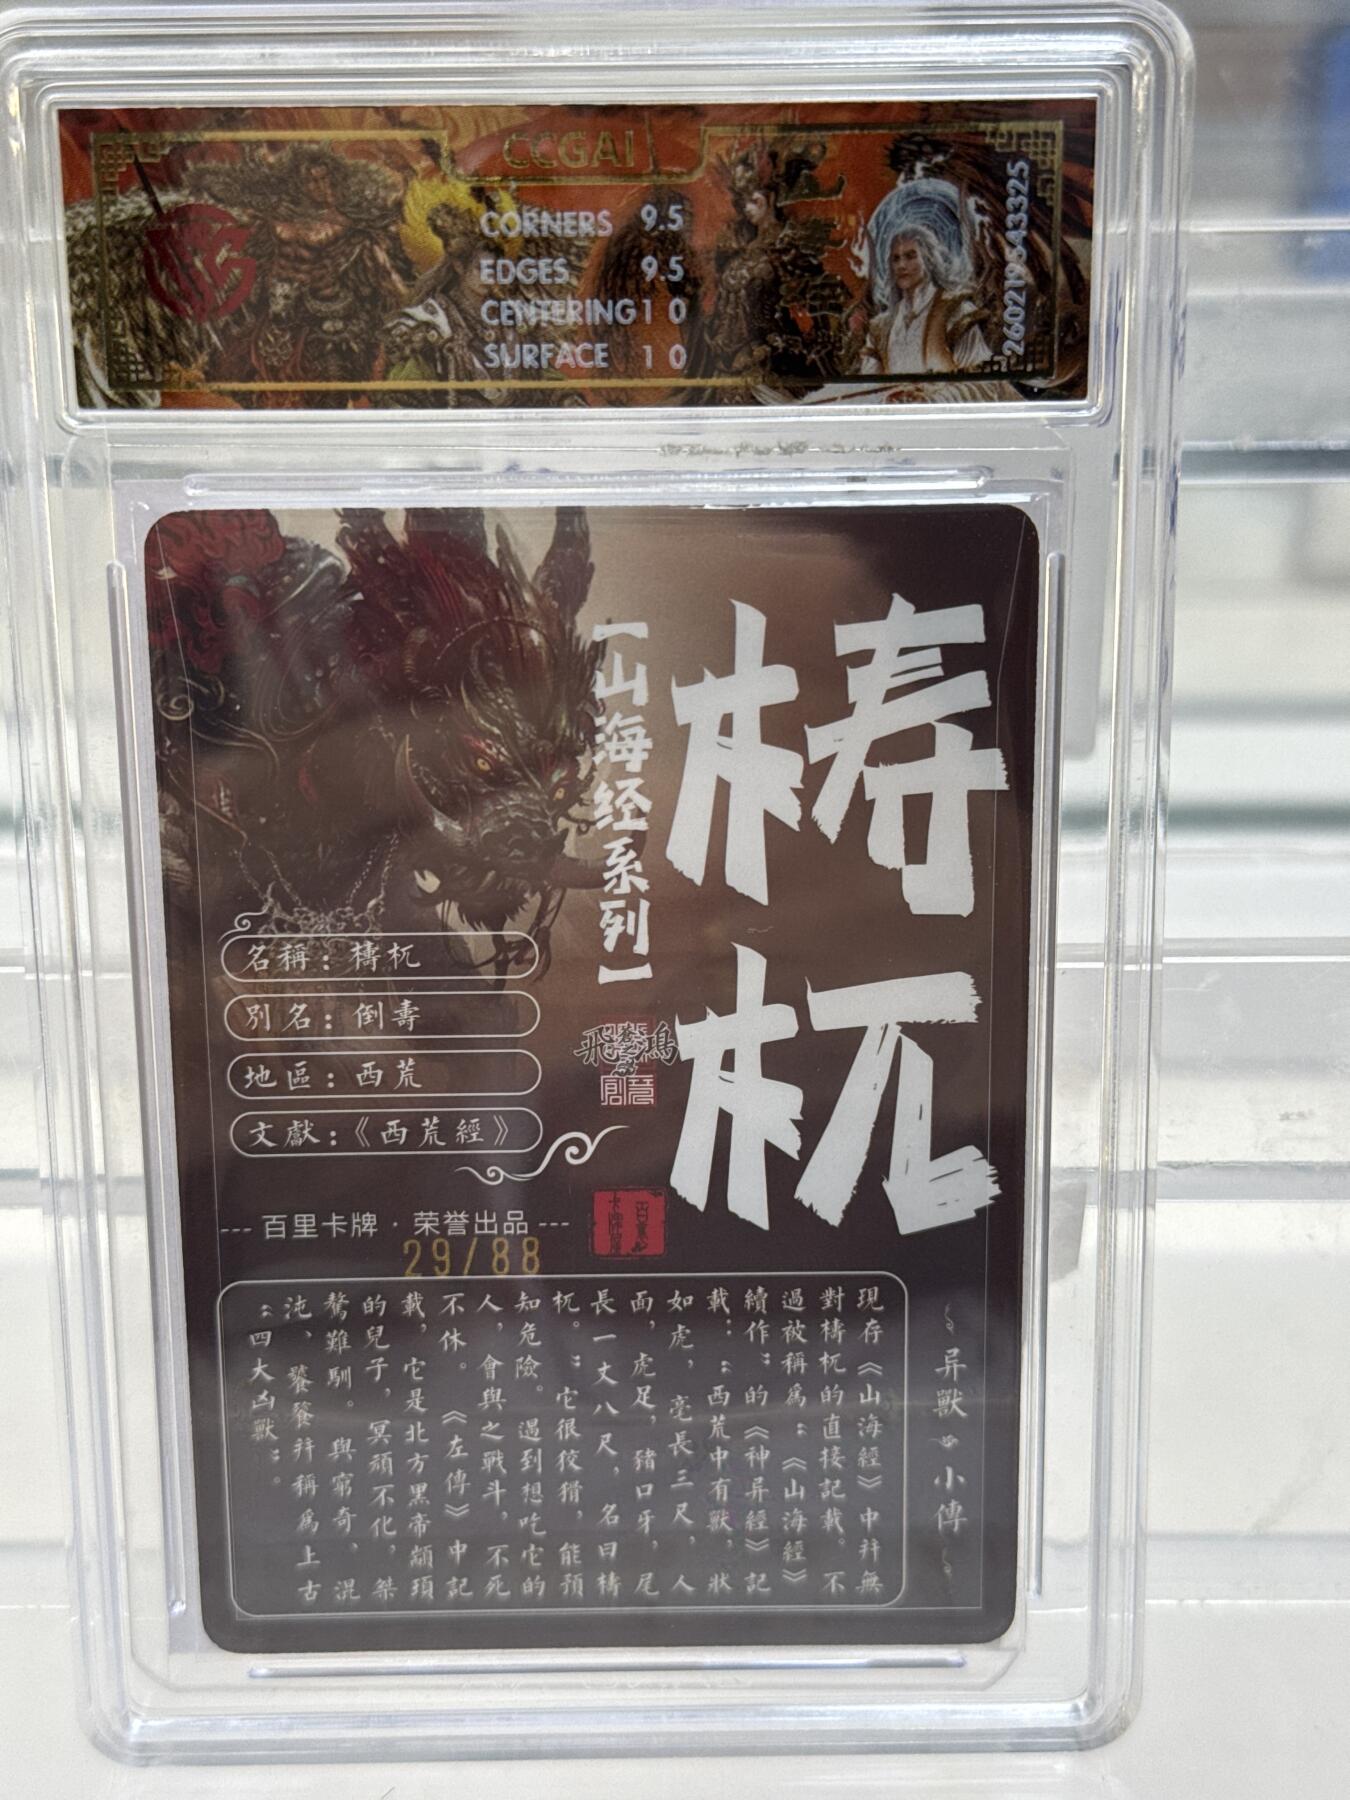 CCGAI
CORNERS 9.5
EDGES 9.5
CENTERING 10
SURFACE 10
260219543325
梼杌
【山海经系列】
名稱：檮杌
別名：倒壽
地區：西荒
文獻：《西荒經》
飛鴻
--- 百里卡牌 · 荣誉出品 ---
29/88
异獸 小傳
現存《山海經》中并無
對檮杌的直接記載。不
過被稱爲：《山海經》
續作：的《神异經》記
載：：西荒中有獸，狀
如虎，毫長三尺，人
面，虎足，豬口牙，尾
長一丈八尺，名曰檮
杌。：它很狡猾，能預
知危險。遇到想吃它的
人，會與之戰斗，不死
不休。《左傳》中記
載，它是北方黑帝顓頊
的兒子，冥頑不化，桀
驁難馴。與窮奇、混
沌、饕餮并稱爲上古
：四大凶獸：。